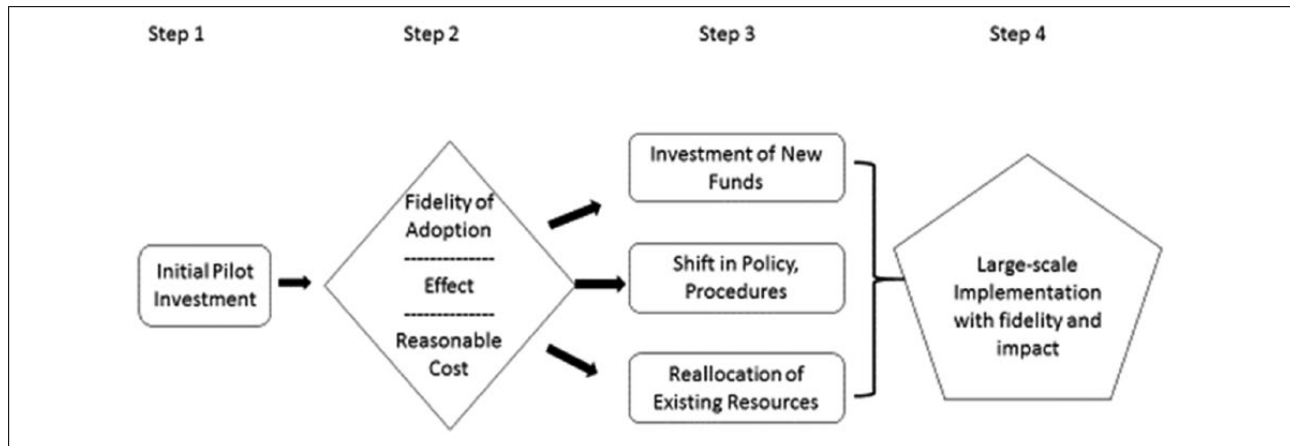 Step 1
Step 2
Step 3
Step 4
Initial Pilot
Investment
Fidelity of
Adoption
---------------
Effect
---------------
Reasonable
Cost
Investment of New
Funds
Shift in Policy,
Procedures
Reallocation of
Existing Resources
Large-scale
Implementation
with fidelity and
impact